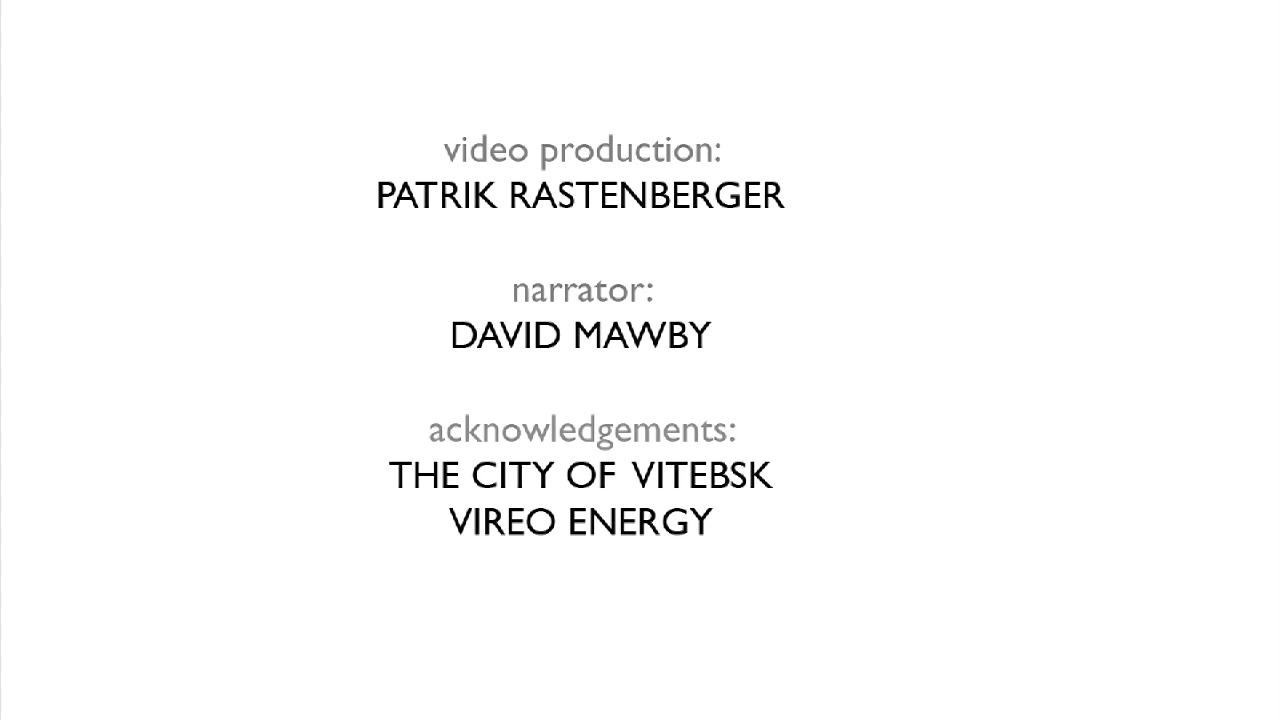 video production:
PATRIK RASTENBERGER
narrator:
DAVID MAWBY
acknowledgements:
THE CITY OF VITEBSK
VIREO ENERGY